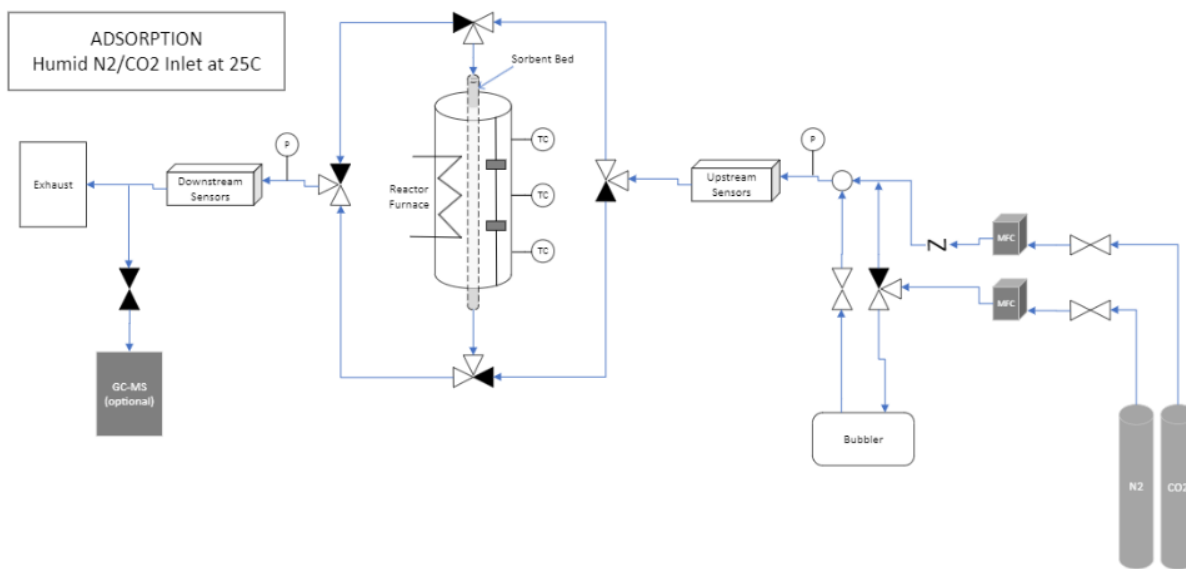 ADSORPTION
Humid N2/CO2 Inlet at 25C
Sorbent Bed
P
TC
P
Exhaust
Downstream
Sensors
Reactor
Furnace
TC
Upstream
Sensors
MFC
TC
MFC
GC-MS
(optional)
Bubbler
N2
CO2